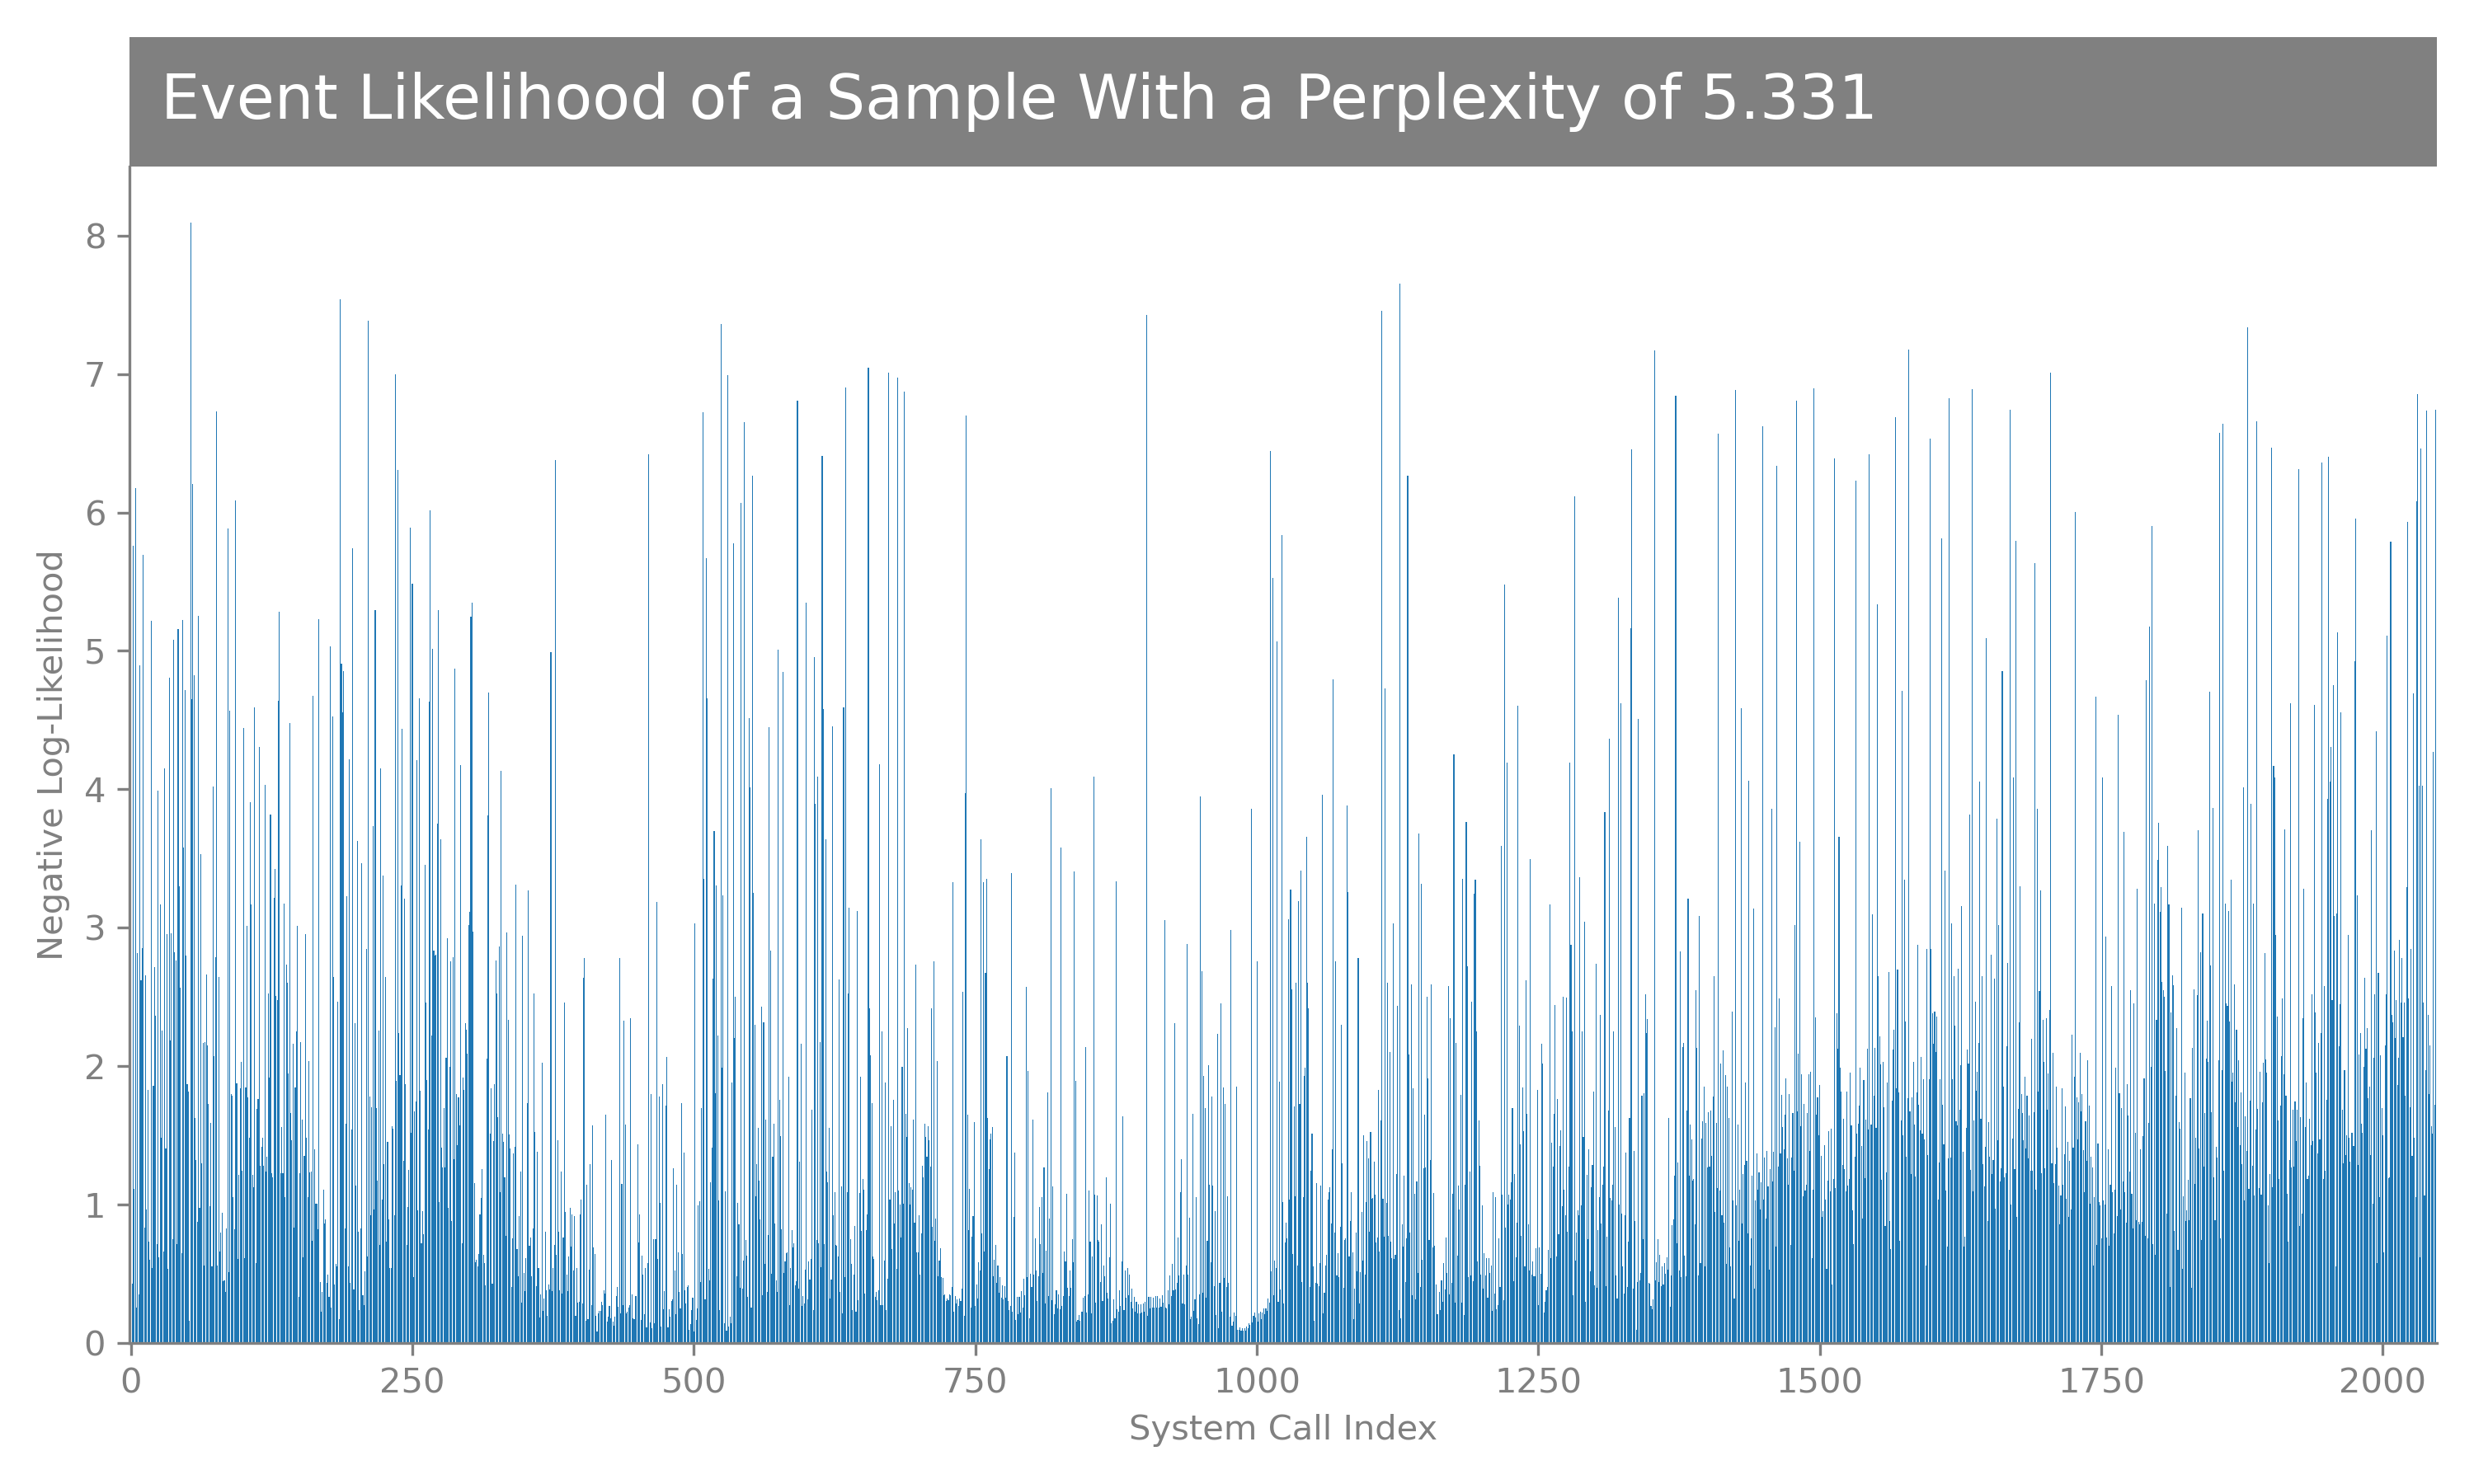 Event Likelihood of a Sample With a Perplexity of 5.331
8
7
6
5
4
3
2
1
0
Negative Log-Likelihood
0 250 500 750 1000 1250 1500 1750 2000
System Call Index